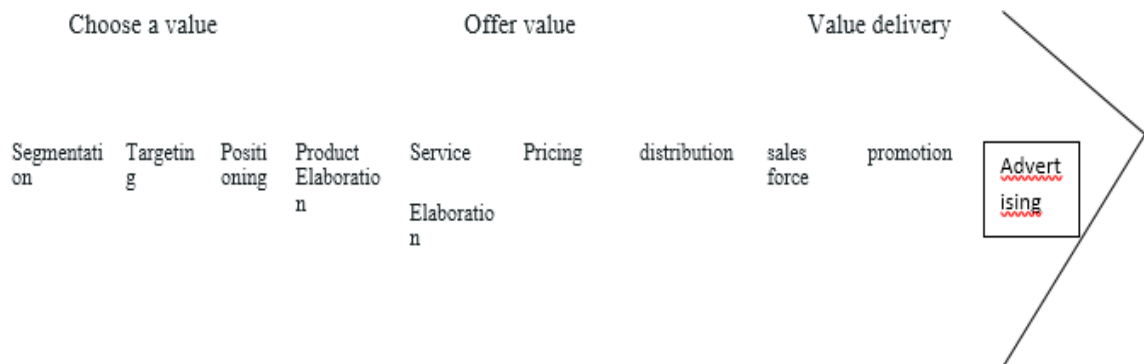 Choose a value Offer value Value delivery
Segmentati Targetin Positi Product Service Pricing distribution sales promotion
on g oning Elaboratio force
n
Elaboratio
n
Advert
ising